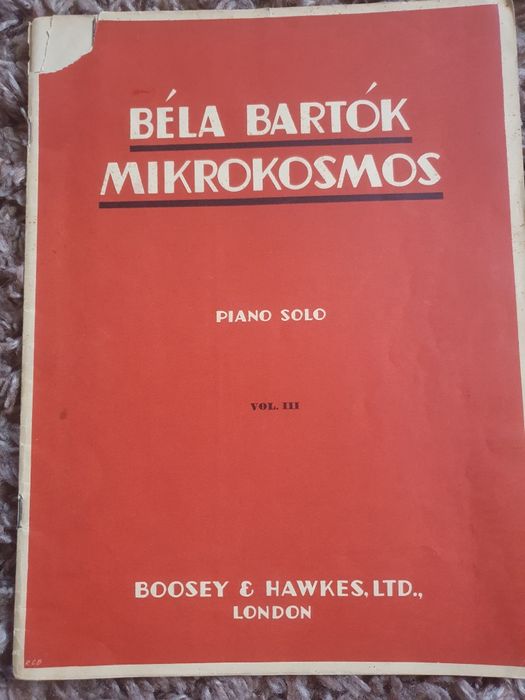 BÉLA BARTÓK
MIKROKOSMOS
PIANO SOLO
VOL. III
BOOSEY & HAWKES, LTD.,
LONDON